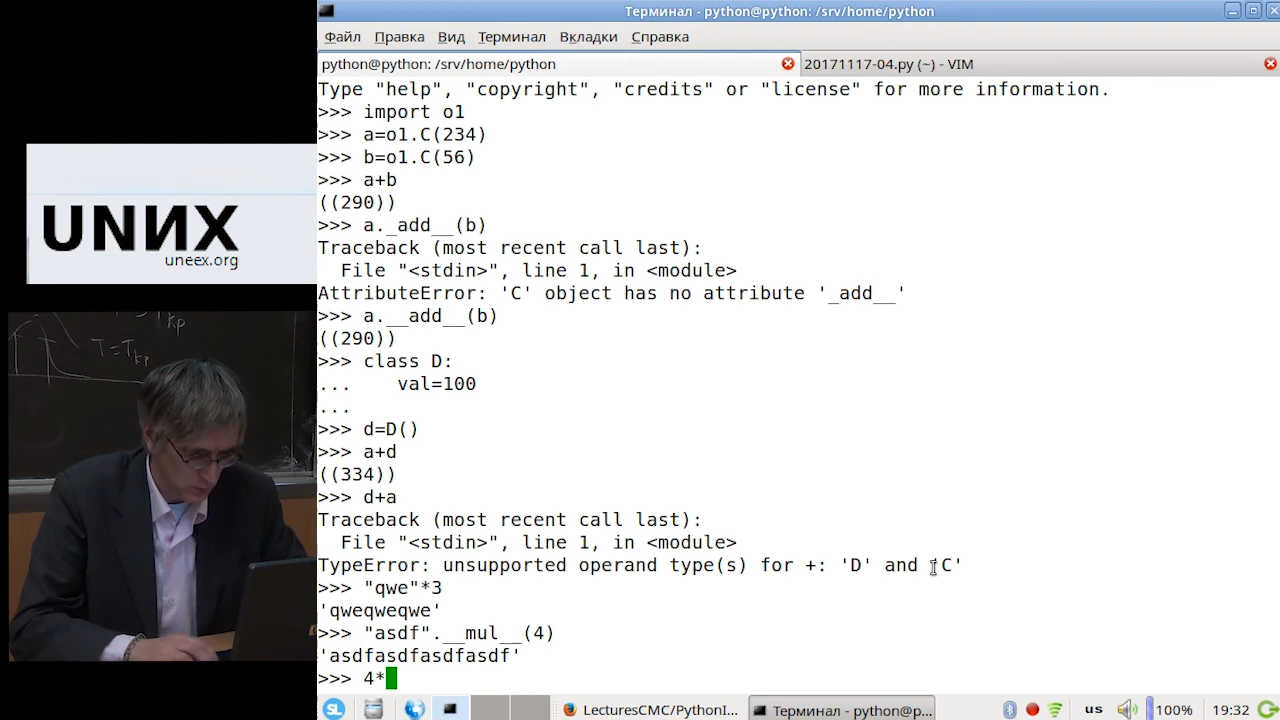 Терминал - python@python: /srv/home/python
Файл Правка Вид Терминал Вкладки Справка
python@python: /srv/home/python
20171117-04.py (~) - VIM
Type "help", "copyright", "credits" or "license" for more information.
>>> import o1
>>> a=o1.C(234)
>>> b=o1.C(56)
>>> a+b
((290))
>>> a._add__(b)
Traceback (most recent call last):
  File "<stdin>", line 1, in <module>
AttributeError: 'C' object has no attribute '_add__'
>>> a.__add__(b)
((290))
>>> class D:
...    val=100
...
>>> d=D()
>>> a+d
((334))
>>> d+a
Traceback (most recent call last):
  File "<stdin>", line 1, in <module>
TypeError: unsupported operand type(s) for +: 'D' and 'C'
>>> "qwe"*3
'qweqweqwe'
>>> "asdf".__mul__(4)
'asdfasdfasdfasdf'
>>> 4*
UNИX
uneex.org
T=Tкр
SL
LecturesCMC/PythonI...
Терминал - python@p...
us
100%
19:32